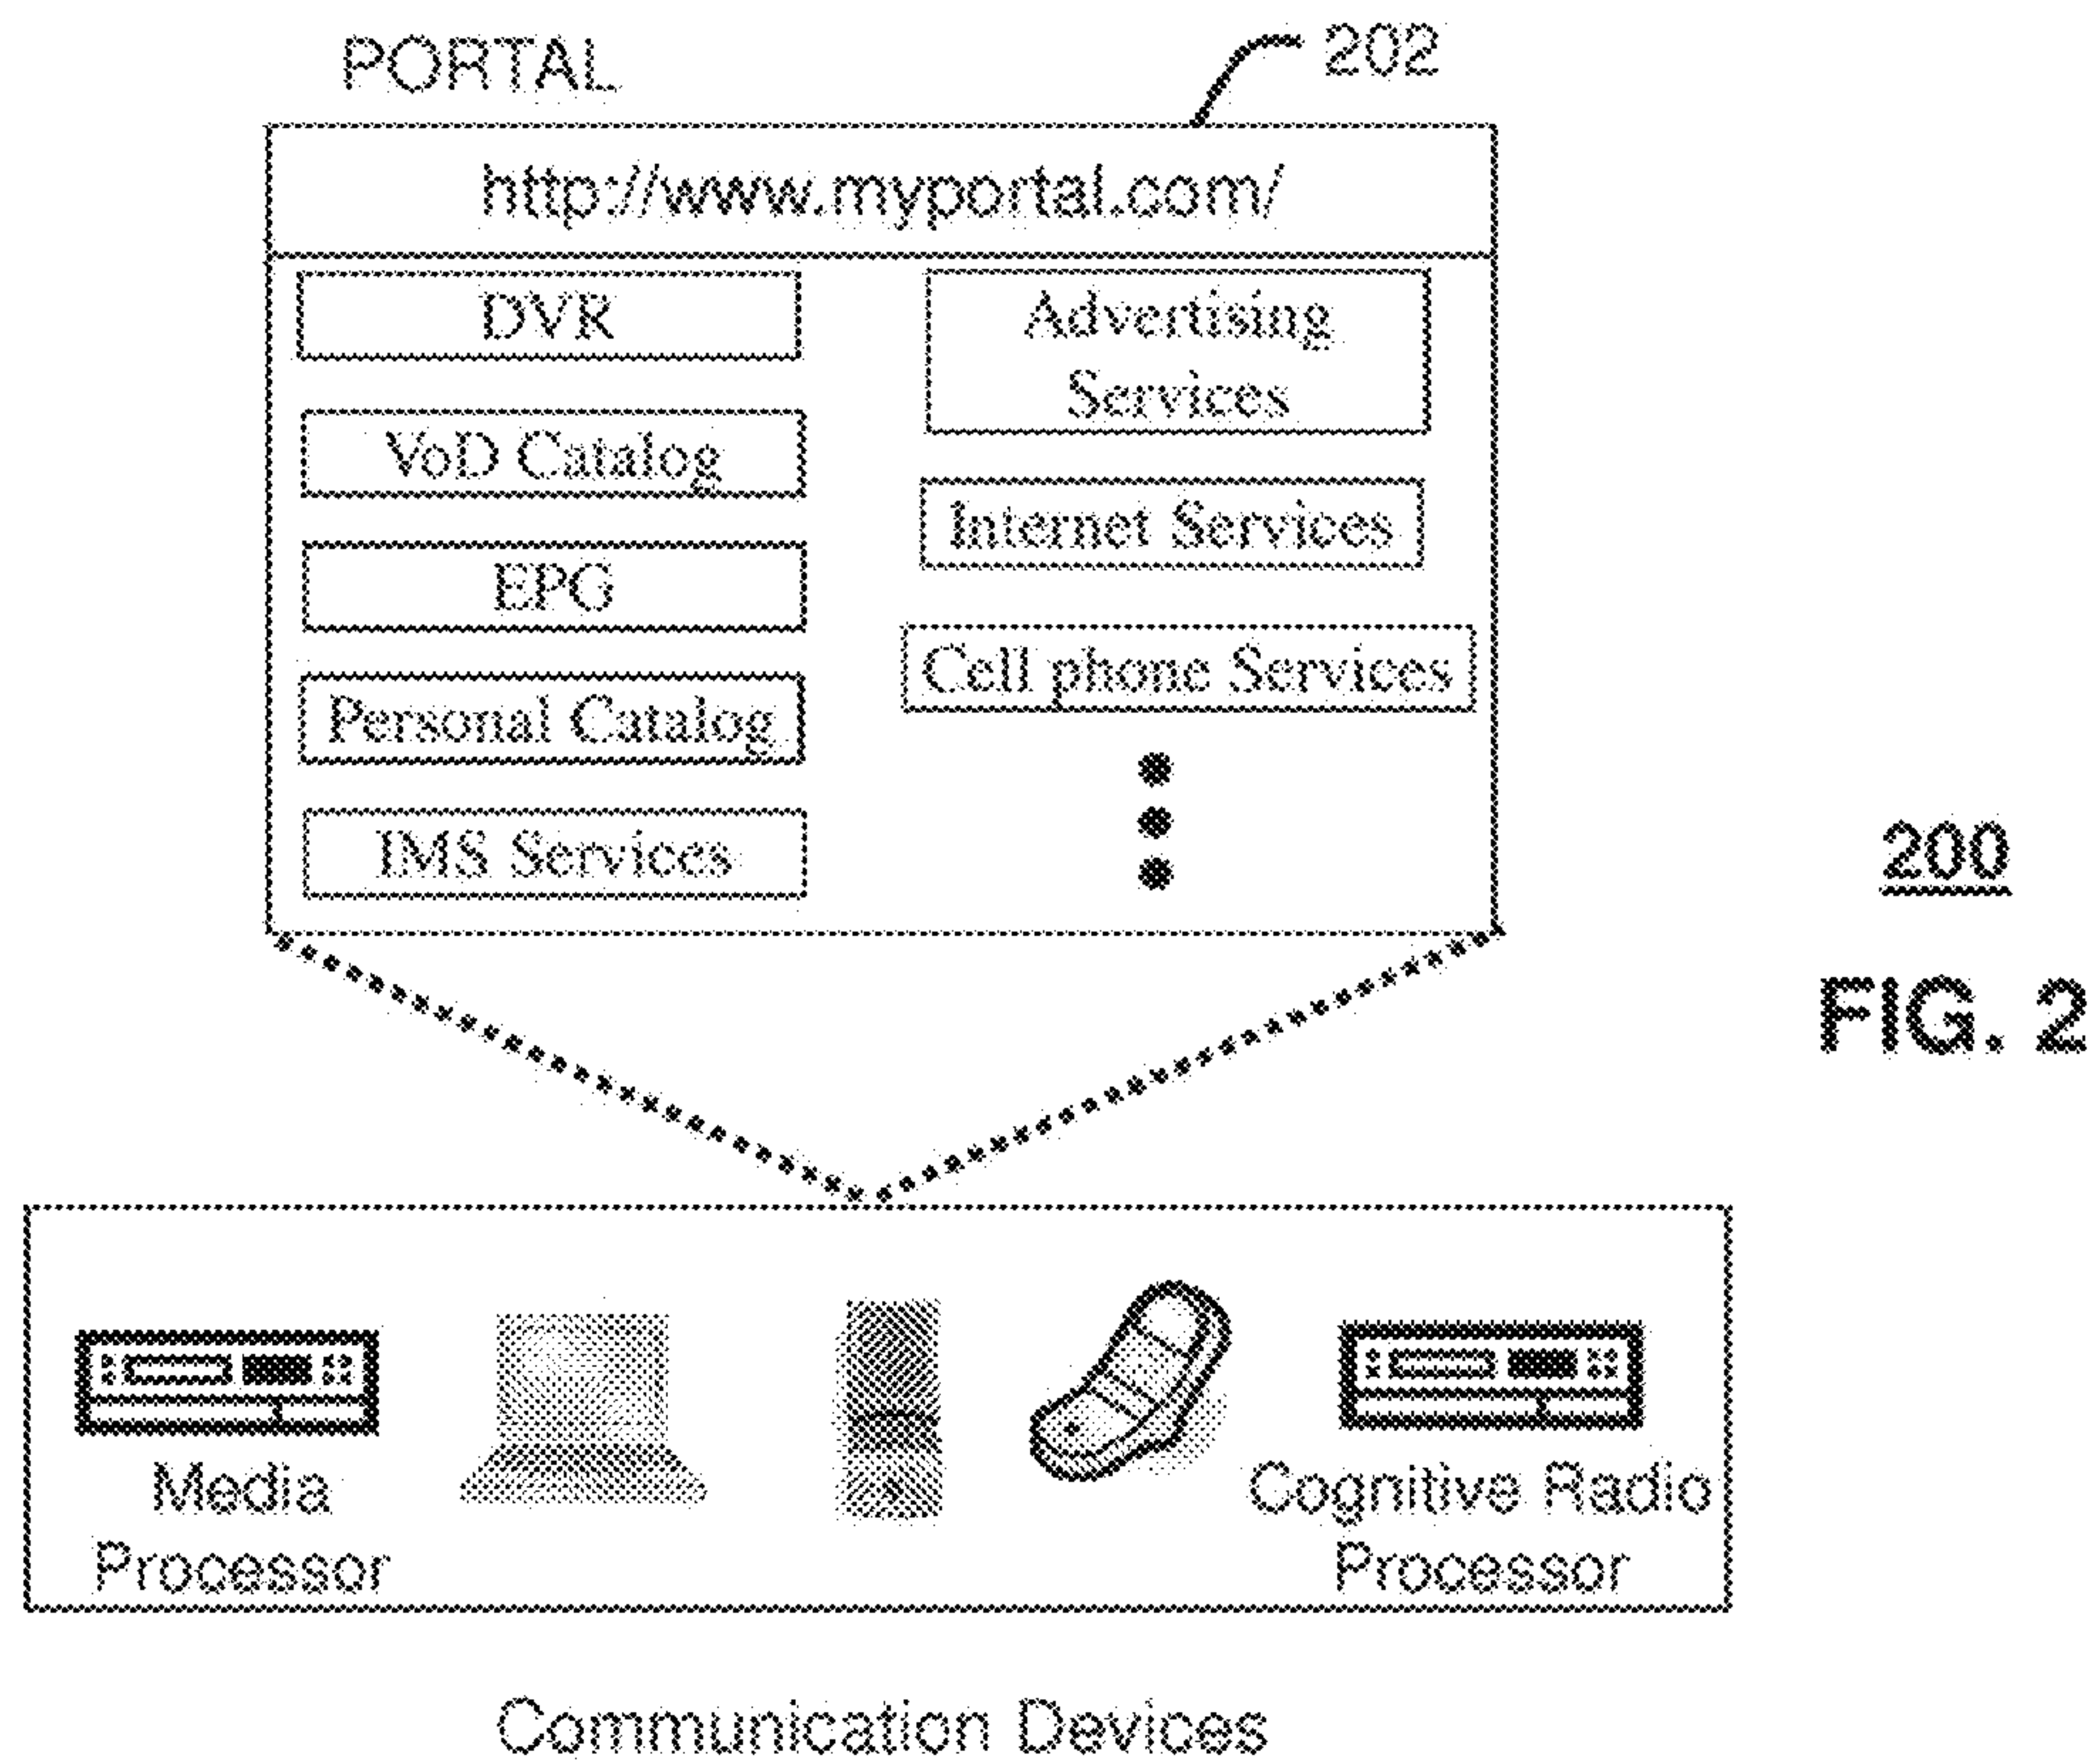 PORTAL
202
http://www.myportal.com/
DVR
VoD Catalog
EPG
Personal Catalog
IMS Services
Advertising
Services
Internet Services
Cell phone Services
200
FIG. 2
Media
Processor
Cognitive Radio
Processor
Communication Devices